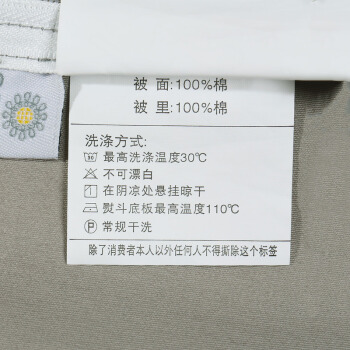 被 面:100%棉
被 里:100%棉
洗涤方式:
30 最高洗涤温度30℃
不可漂白
在阴凉处悬挂晾干
熨斗底板最高温度110℃
P 常规干洗
除了消费者本人以外任何人不得撕除这个标签